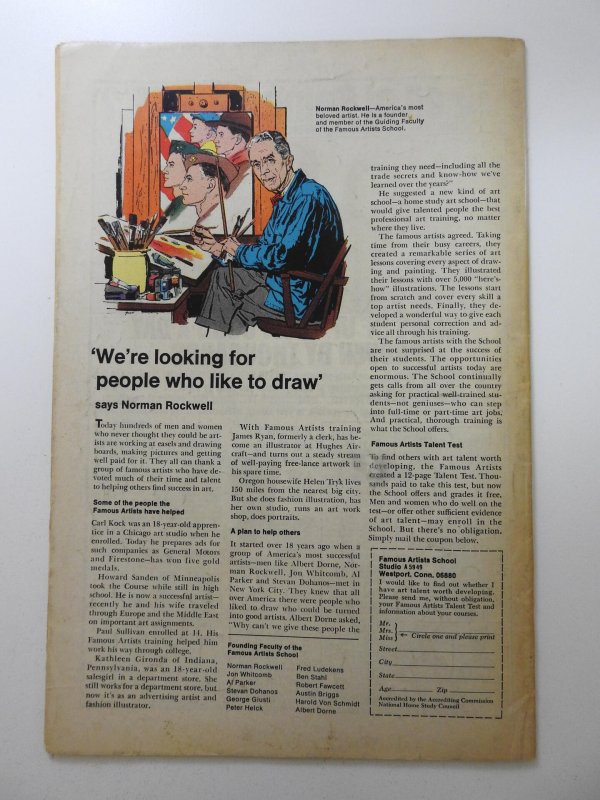 Norman Rockwell—America's most
beloved artist. He is a founder
and member of the Guiding Faculty
of the Famous Artists School.
'We're looking for
people who like to draw'
says Norman Rockwell
Today hundreds of men and women
who never thought they could be art-
ists are working at easels and drawing
boards, making pictures and getting
well paid for it. They all can thank a
group of famous artists who have de-
voted much of their time and talent
to helping others find success in art.
Some of the people the
Famous Artists have helped
Carl Kock was an 18-year-old appren-
tice in a Chicago art studio when he
enrolled. Today he prepares ads for
such companies as General Motors
and Firestone—has won five gold
medals.
Howard Sanden of Minneapolis
took the Course while still in high
school. He is now a successful artist—
recently he and his wife traveled
through Europe and the Middle East
on important art assignments.
Paul Sullivan enrolled at 14. His
Famous Artists training helped him
work his way through college.
Kathleen Gironda of Indiana,
Pennsylvania, was an 18-year-old
salesgirl in a department store. She
still works for a department store, but
now it's as an advertising artist and
fashion illustrator.
With Famous Artists training
James Ryan, formerly a clerk, has be-
come an illustrator at Hughes Air-
craft—and turns out a steady stream
of well-paying free-lance artwork in
his spare time.
Oregon housewife Helen Tryk lives
150 miles from the nearest big city.
But she does fashion illustration, has
her own studio, runs an art work
shop, does portraits.
A plan to help others
It started over 18 years ago when a
group of America's most successful
artists—men like Albert Dorne, Nor-
man Rockwell, Jon Whitcomb, Al
Parker and Stevan Dohanos—met in
New York City. They knew that all
over America there were people who
liked to draw who could be turned
into good artists. Albert Dorne asked,
"Why can't we give these people the
Founding Faculty of the
Famous Artists School
Norman Rockwell
Jon Whitcomb
Al Parker
Stevan Dohanos
George Giusti
Peter Helck
Fred Ludekens
Ben Stahl
Robert Fawcett
Austin Briggs
Harold Von Schmidt
Albert Dorne
training they need—including all the
trade secrets and know-how we've
learned over the years?"
He suggested a new kind of art
school—a home study art school—that
would give talented people the best
professional art training, no matter
where they live.
The famous artists agreed. Taking
time from their busy careers, they
created a remarkable series of art
lessons covering every aspect of draw-
ing and painting. They illustrated
their lessons with over 5,000 "here's-
how" illustrations. The lessons start
from scratch and cover every skill a
top artist needs. Finally, they de-
veloped a wonderful way to give each
student personal correction and ad-
vice all through his training.
The famous artists with the School
are not surprised at the success of
their students. The opportunities
open to successful artists today are
enormous. The School continually
gets calls from all over the country
asking for practical well-trained stu-
dents—not geniuses—who can step
into full-time or part-time art jobs.
And practical, thorough training is
what the School offers.
Famous Artists Talent Test
To find others with art talent worth
developing, the Famous Artists
created a 12-page Talent Test. Thou-
sands paid to take this test, but now
the School offers and grades it free.
Men and women who do well on the
test—or offer other sufficient evidence
of art talent—may enroll in the
School. But there's no obligation.
Simply mail the coupon below.
Famous Artists School
Studio A5949
Westport, Conn. 06880
I would like to find out whether I
have art talent worth developing.
Please send me, without obligation,
your Famous Artists Talent Test and
information about your courses.
Mr.
Mrs.
Miss
← Circle one and please print
Street
City
State
Age Zip
Accredited by the Accrediting Commission
National Home Study Council